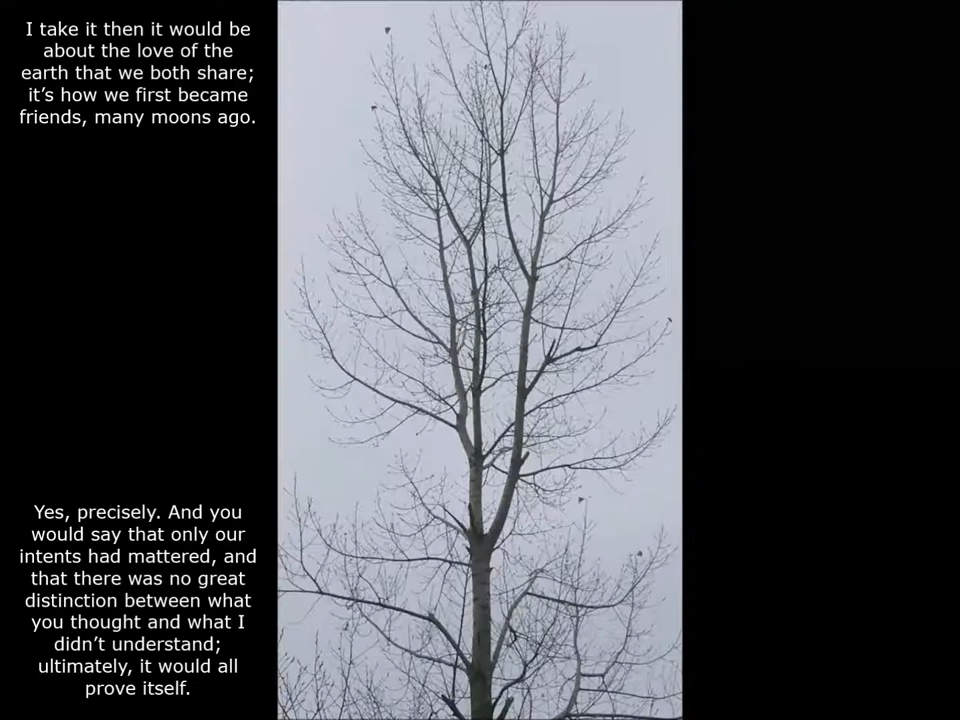 I take it then it would be
about the love of the
earth that we both share;
it’s how we first became
friends, many moons ago.
Yes, precisely. And you
would say that only our
intents had mattered, and
that there was no great
distinction between what
you thought and what I
didn’t understand;
ultimately, it would all
prove itself.